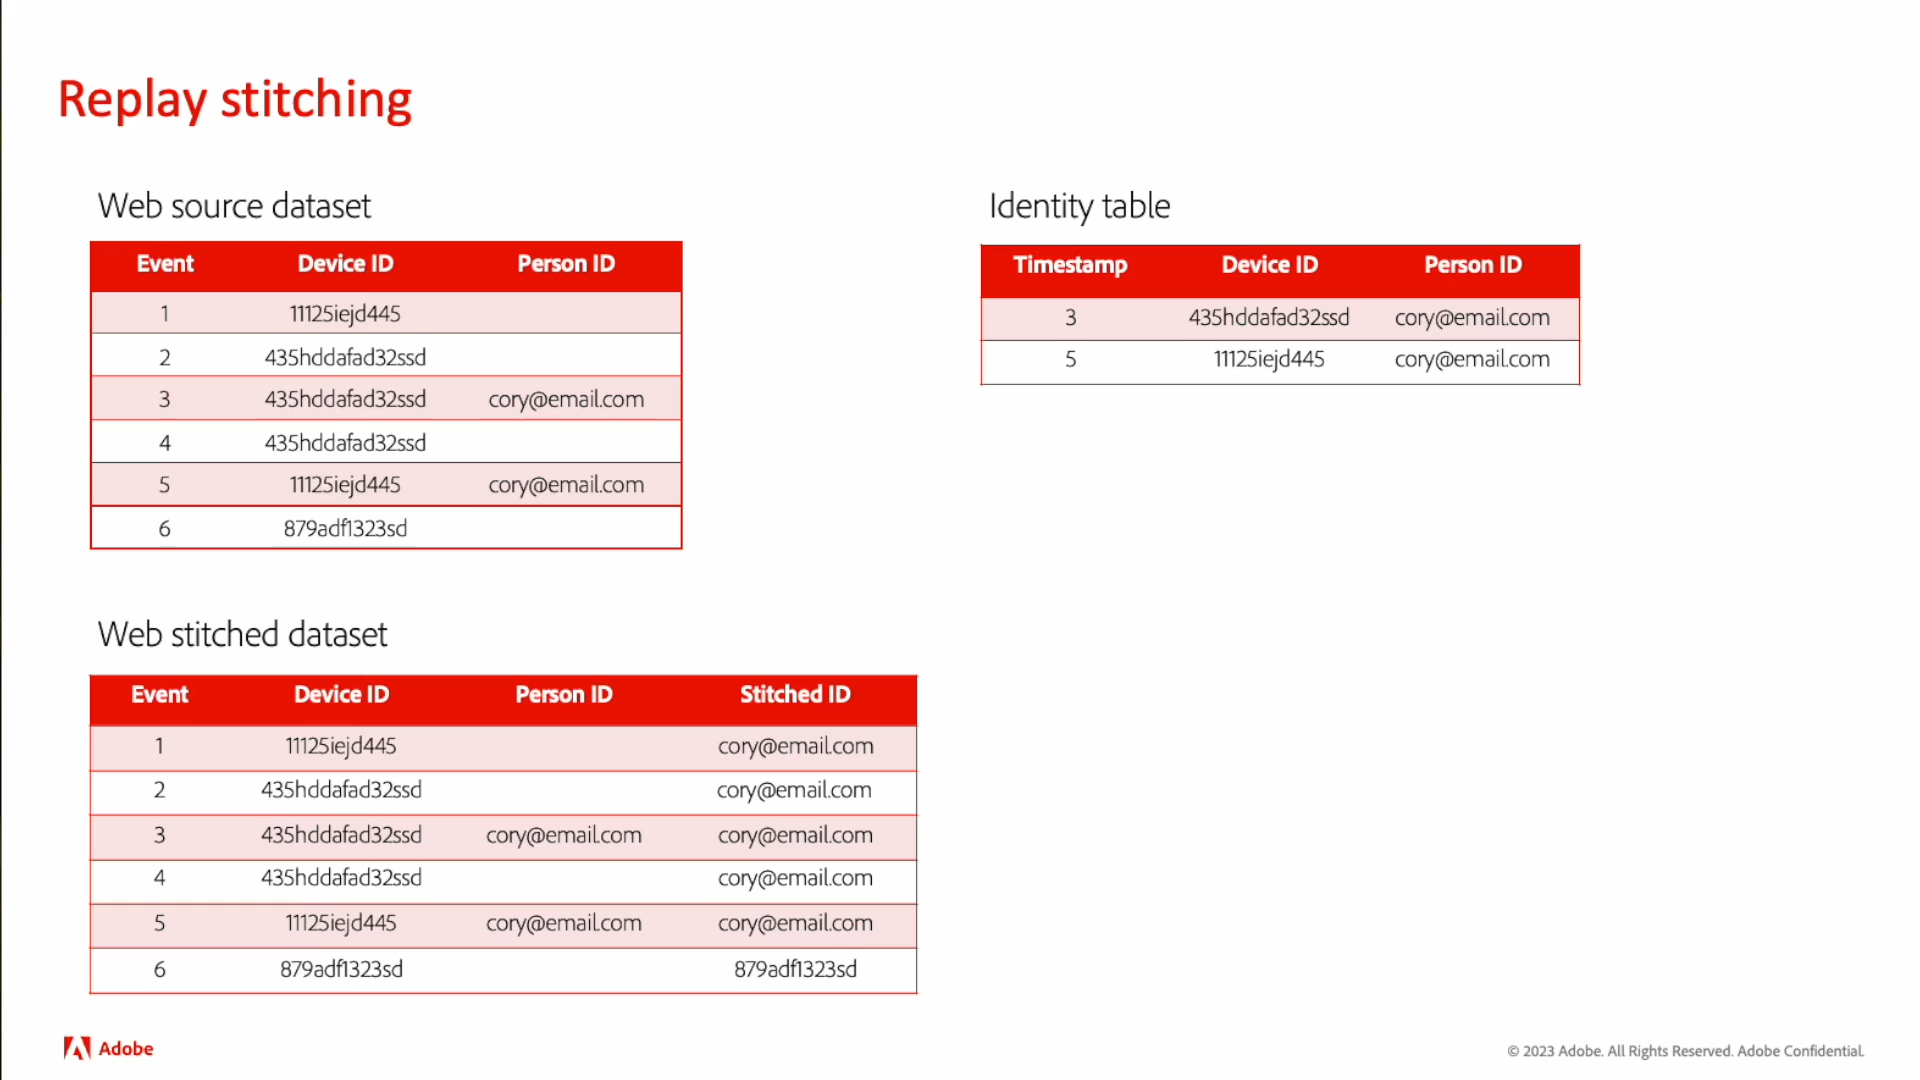 Replay stitching
Web source dataset
Event Device ID Person ID
1 11125iejd445
2 435hddafad32ssd
3 435hddafad32ssd cory@email.com
4 435hddafad32ssd
5 11125iejd445 cory@email.com
6 879adf1323sd
Identity table
Timestamp Device ID Person ID
3 435hddafad32ssd cory@email.com
5 11125iejd445 cory@email.com
Web stitched dataset
Event Device ID Person ID Stitched ID
1 11125iejd445 cory@email.com
2 435hddafad32ssd cory@email.com
3 435hddafad32ssd cory@email.com cory@email.com
4 435hddafad32ssd cory@email.com
5 11125iejd445 cory@email.com cory@email.com
6 879adf1323sd 879adf1323sd
Adobe
© 2023 Adobe. All Rights Reserved. Adobe Confidential.